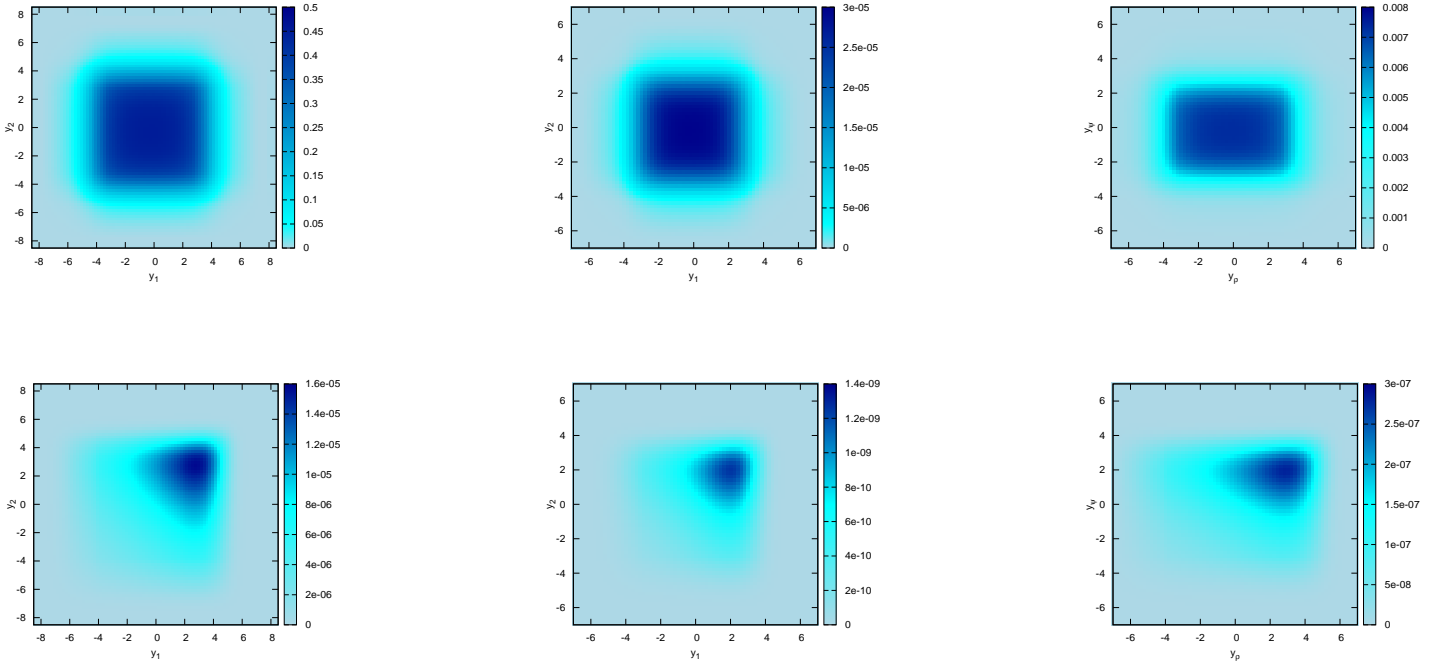 8
6
4
2
0
-2
-4
-6
-8
y2
-8 -6 -4 -2 0 2 4 6 8
y1
0.5
0.45
0.4
0.35
0.3
0.25
0.2
0.15
0.1
0.05
0
6
4
2
0
-2
-4
-6
y2
-6 -4 -2 0 2 4 6
y1
3e-05
2.5e-05
2e-05
1.5e-05
1e-05
5e-06
0
6
4
2
0
-2
-4
-6
yψ
-6 -4 -2 0 2 4 6
yρ
0.008
0.007
0.006
0.005
0.004
0.003
0.002
0.001
0
8
6
4
2
0
-2
-4
-6
-8
y2
-8 -6 -4 -2 0 2 4 6 8
y1
1.6e-05
1.4e-05
1.2e-05
1e-05
8e-06
6e-06
4e-06
2e-06
0
6
4
2
0
-2
-4
-6
y2
-6 -4 -2 0 2 4 6
y1
1.4e-09
1.2e-09
1e-09
8e-10
6e-10
4e-10
2e-10
0
6
4
2
0
-2
-4
-6
yψ
-6 -4 -2 0 2 4 6
yρ
3e-07
2.5e-07
2e-07
1.5e-07
1e-07
5e-08
0